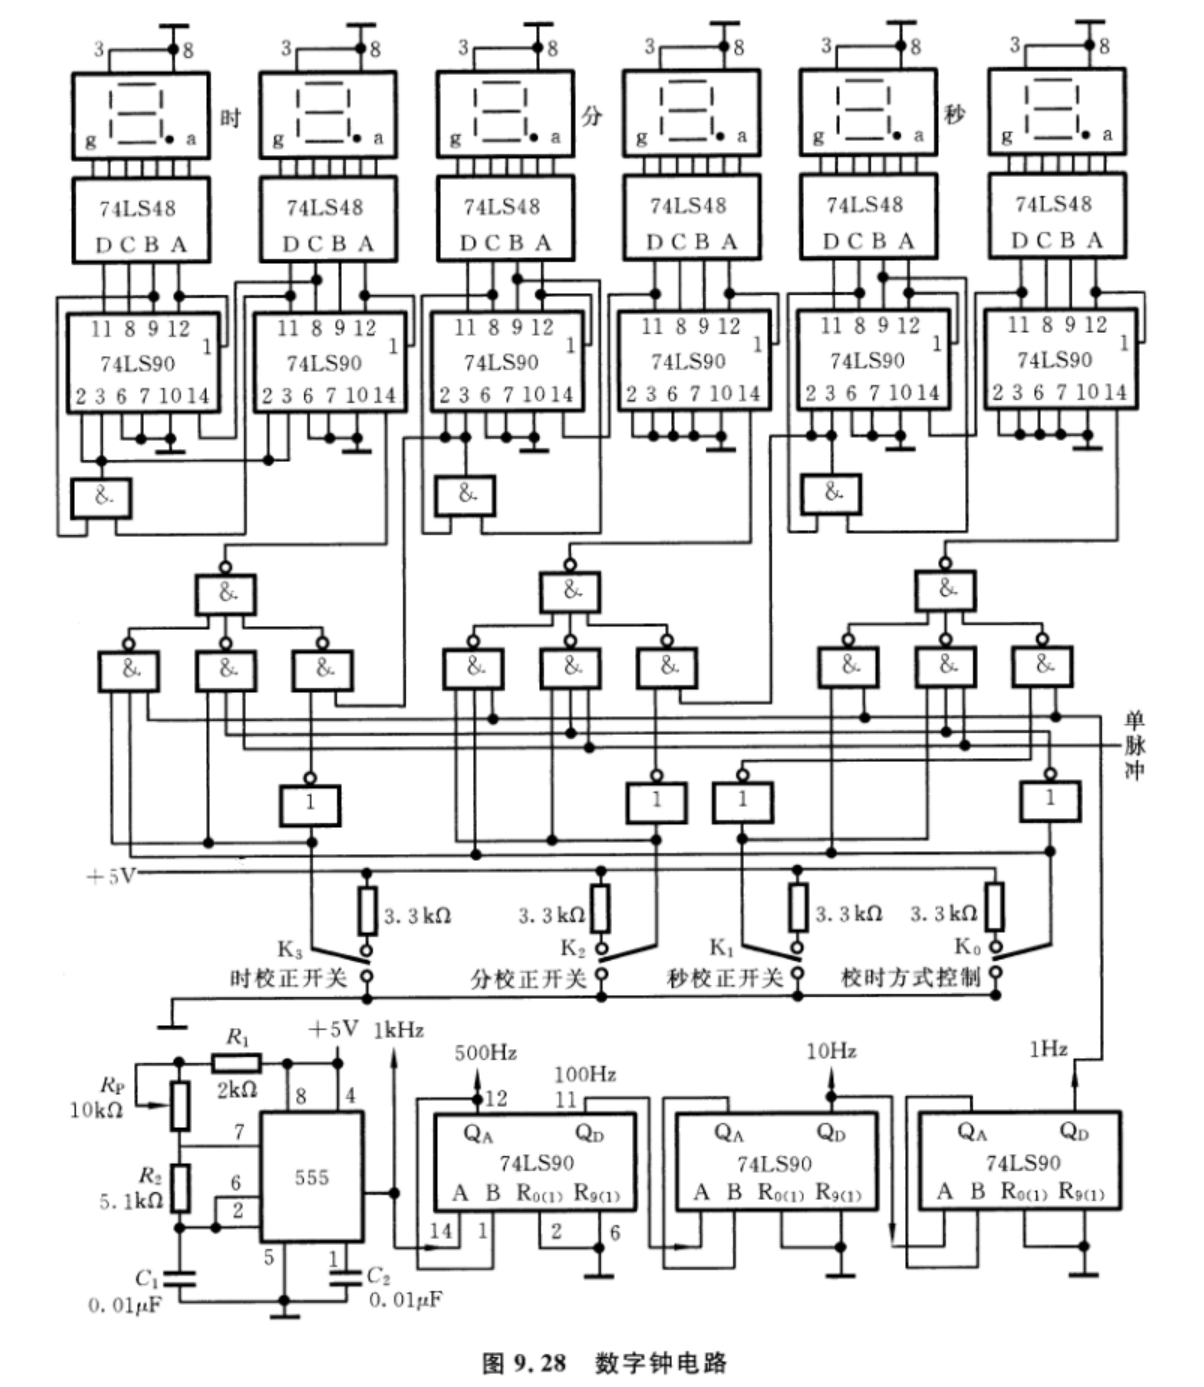 3 8 3 8 3 8 3 8 3 8 3 8
g a 时 g a g a 分 g a g a 秒 g a
74LS48 74LS48 74LS48 74LS48 74LS48 74LS48
D C B A D C B A D C B A D C B A D C B A D C B A
11 8 9 12 11 8 9 12 11 8 9 12 11 8 9 12 11 8 9 12 11 8 9 12
1 1 1 1 1 1
74LS90 74LS90 74LS90 74LS90 74LS90 74LS90
2 3 6 7 10 14 2 3 6 7 10 14 2 3 6 7 10 14 2 3 6 7 10 14 2 3 6 7 10 14 2 3 6 7 10 14
& & &
& & &
& & & & & & & & &
单脉冲
1 1 1 1
+5V
3.3kΩ 3.3kΩ 3.3kΩ 3.3kΩ
K3 K2 K1 K0
时校正开关 分校正开关 秒校正开关 校时方式控制
+5V 1kHz
R1 500Hz 10Hz 1Hz
RP 2kΩ 8 4 100Hz
10kΩ 12 11
7 QA QD QA QD QA QD
R2 6 555 74LS90 74LS90 74LS90
5.1kΩ 2 A B R0(1) R9(1) A B R0(1) R9(1) A B R0(1) R9(1)
14 1 2 6
5 1
C1 C2
0.01μF 0.01μF
图 9.28 数字钟电路